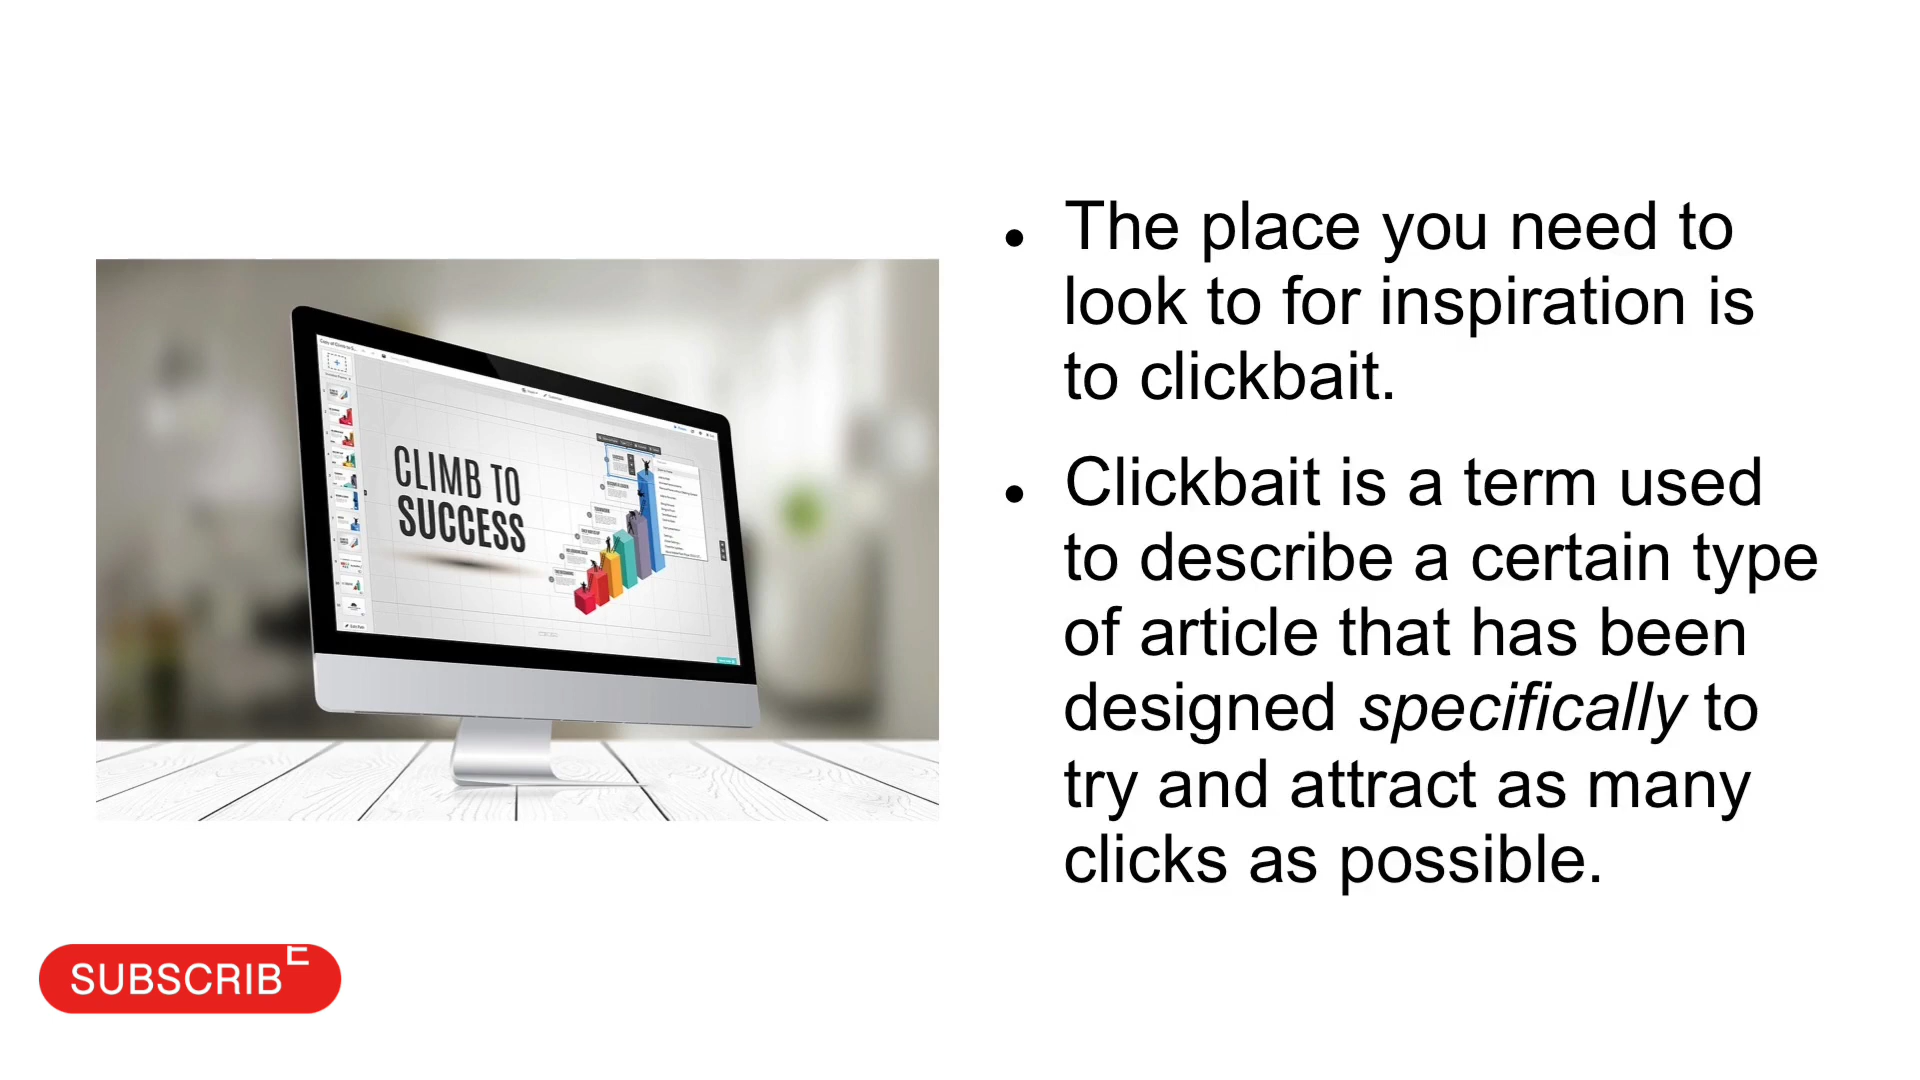 The place you need to
look to for inspiration is
to clickbait.
Clickbait is a term used
to describe a certain type
of article that has been
designed specifically to
try and attract as many
clicks as possible.
CLIMB TO
SUCCESS
SUBSCRIBE